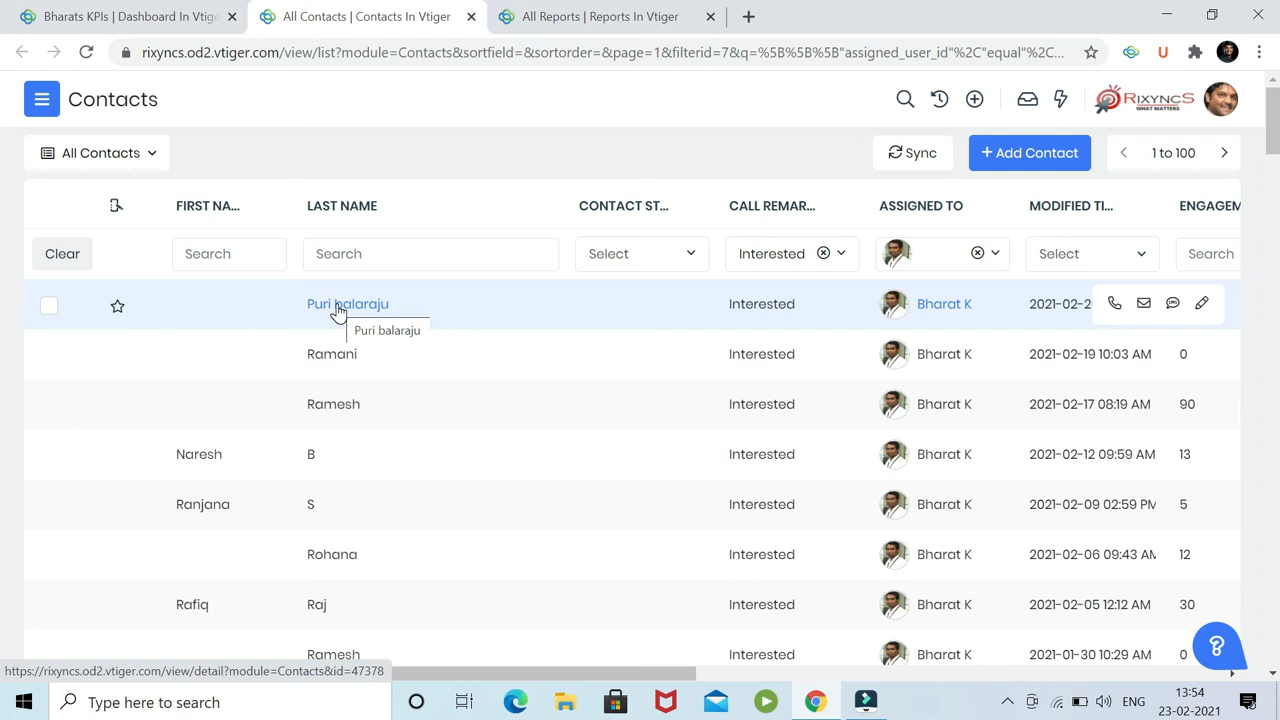 Bharats KPIs | Dashboard In Vtige
All Contacts | Contacts In Vtiger
All Reports | Reports In Vtiger
rixyncs.od2.vtiger.com/view/list?module=Contacts&sortfield=&sortorder=&page=1&filterid=7&q=%5B%5B%5B"assigned_user_id"%2C"equal"%2C...
U
Contacts
RIXYNCS
WHAT MATTERS
All Contacts
Sync
+ Add Contact
1 to 100
FIRST NA...
LAST NAME
CONTACT ST...
CALL REMAR...
ASSIGNED TO
MODIFIED TI...
ENGAGEM
Clear
Search
Search
Select
Interested
Select
Search
Puri balaraju
Interested
Bharat K
2021-02-2
Puri balaraju
Ramani
Interested
Bharat K
2021-02-19 10:03 AM
0
Ramesh
Interested
Bharat K
2021-02-17 08:19 AM
90
Naresh
B
Interested
Bharat K
2021-02-12 09:59 AM
13
Ranjana
S
Interested
Bharat K
2021-02-09 02:59 PM
5
Rohana
Interested
Bharat K
2021-02-06 09:43 AM
12
Rafiq
Raj
Interested
Bharat K
2021-02-05 12:12 AM
30
Ramesh
Interested
Bharat K
2021-01-30 10:29 AM
0
?
https://rixyncs.od2.vtiger.com/view/detail?module=Contacts&id=47378
Type here to search
ENG
13:54
23-02-2021